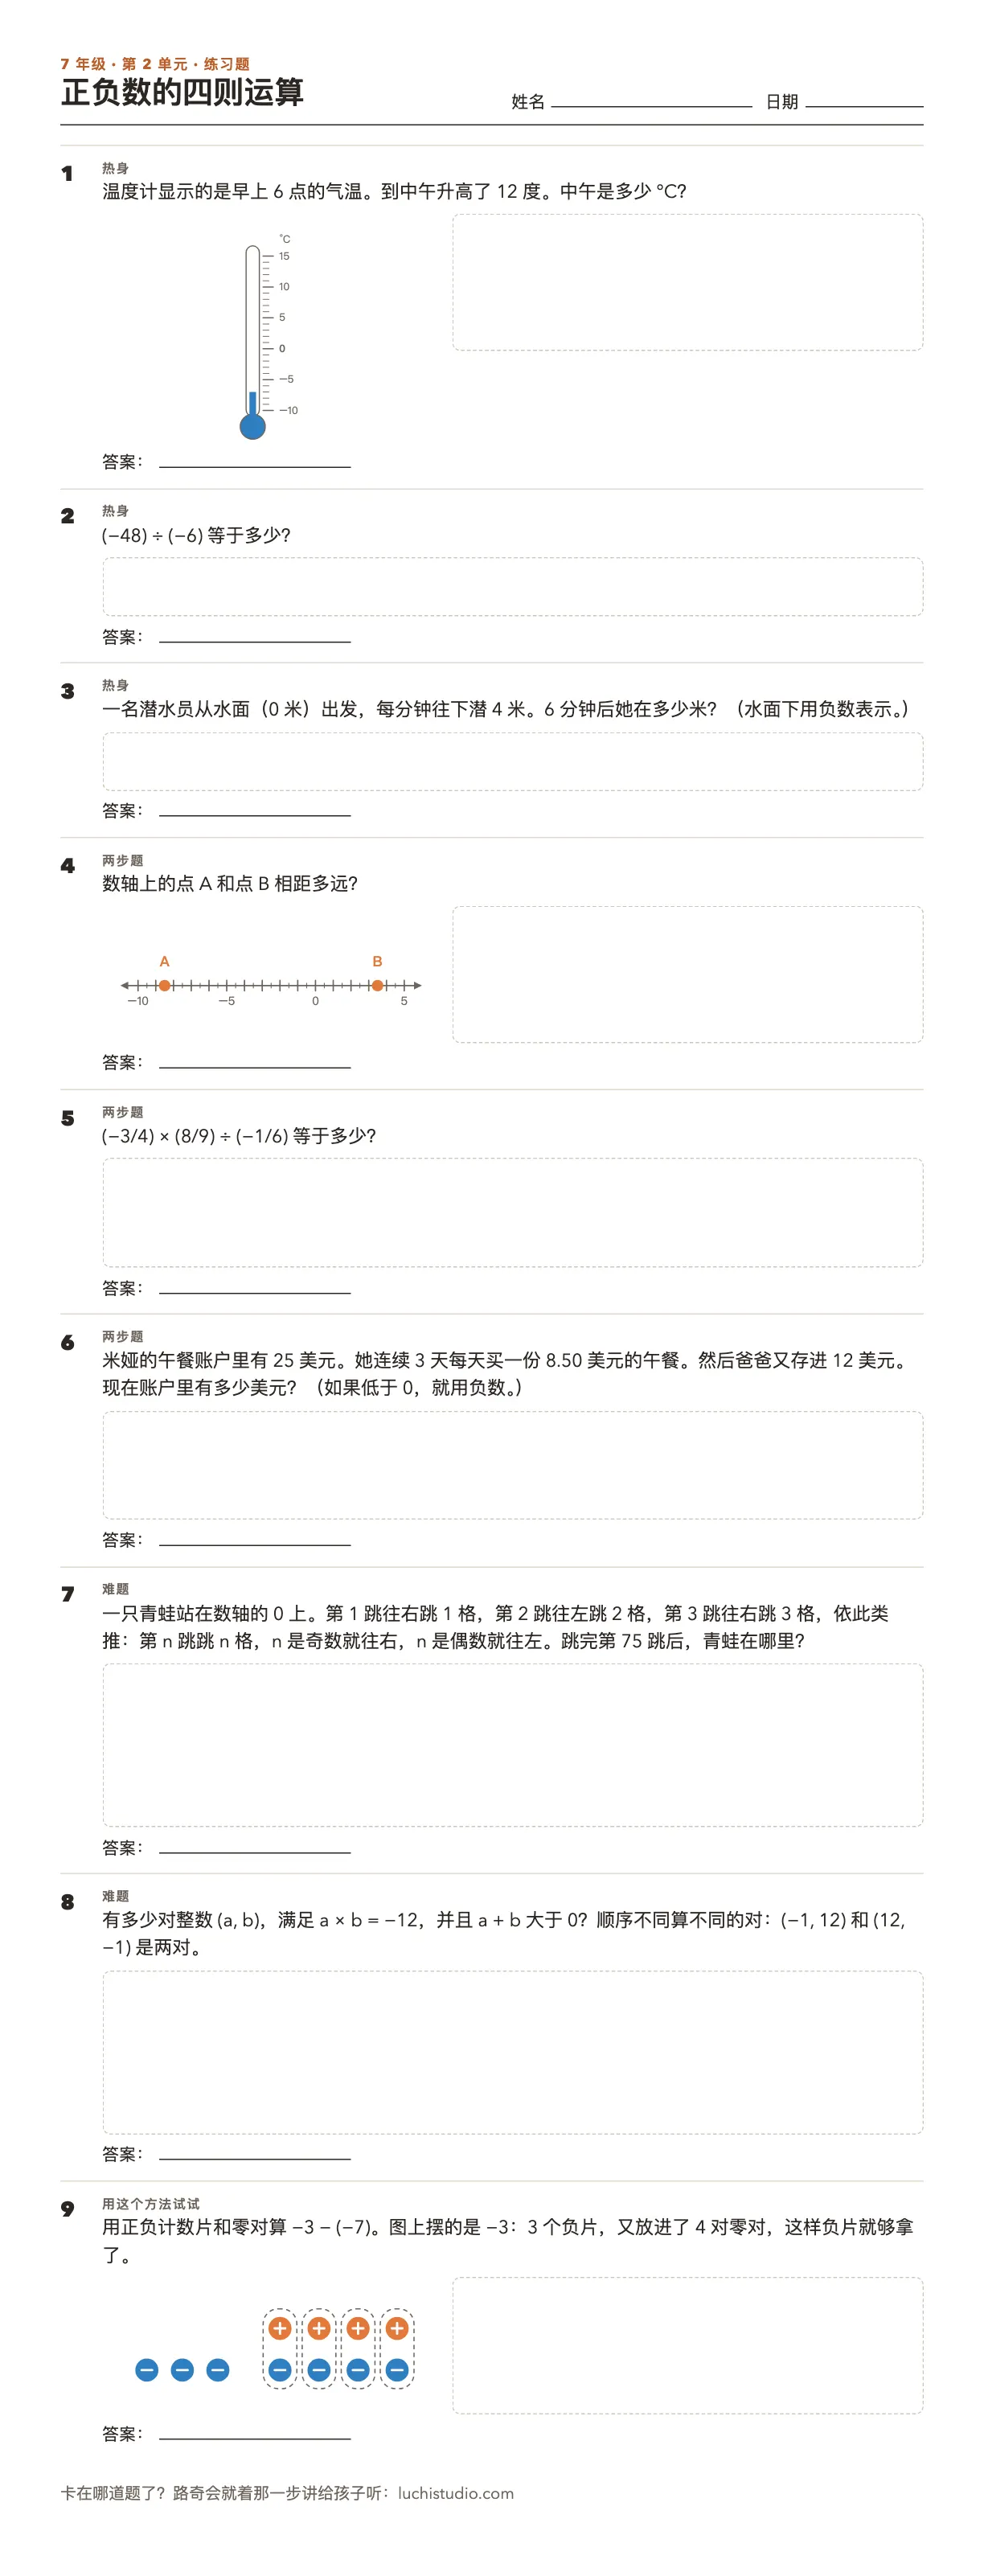 7 年级 · 第 2 单元 · 练习题
正负数的四则运算
姓名 日期
1
热身
温度计显示的是早上 6 点的气温。到中午升高了 12 度。中午是多少 °C？
°C
15
10
5
0
−5
−10
答案：
2
热身
(−48) ÷ (−6) 等于多少？
答案：
3
热身
一名潜水员从水面（0 米）出发，每分钟往下潜 4 米。6 分钟后她在多少米？（水面下用负数表示。）
答案：
4
两步题
数轴上的点 A 和点 B 相距多远？
A B
−10 −5 0 5
答案：
5
两步题
(−3/4) × (8/9) ÷ (−1/6) 等于多少？
答案：
6
两步题
米娅的午餐账户里有 25 美元。她连续 3 天每天买一份 8.50 美元的午餐。然后爸爸又存进 12 美元。
现在账户里有多少美元？（如果低于 0，就用负数。）
答案：
7
难题
一只青蛙站在数轴的 0 上。第 1 跳往右跳 1 格，第 2 跳往左跳 2 格，第 3 跳往右跳 3 格，依此类
推：第 n 跳跳 n 格，n 是奇数就往右，n 是偶数就往左。跳完第 75 跳后，青蛙在哪里？
答案：
8
难题
有多少对整数 (a, b)，满足 a × b = −12，并且 a + b 大于 0？顺序不同算不同的对：(−1, 12) 和 (12,
−1) 是两对。
答案：
9
用这个方法试试
用正负计数片和零对算 −3 − (−7)。图上摆的是 −3：3 个负片，又放进了 4 对零对，这样负片就够拿
了。
+ + + +
− − − − − − −
答案：
卡在哪道题了？路奇会就着那一步讲给孩子听：luchistudio.com